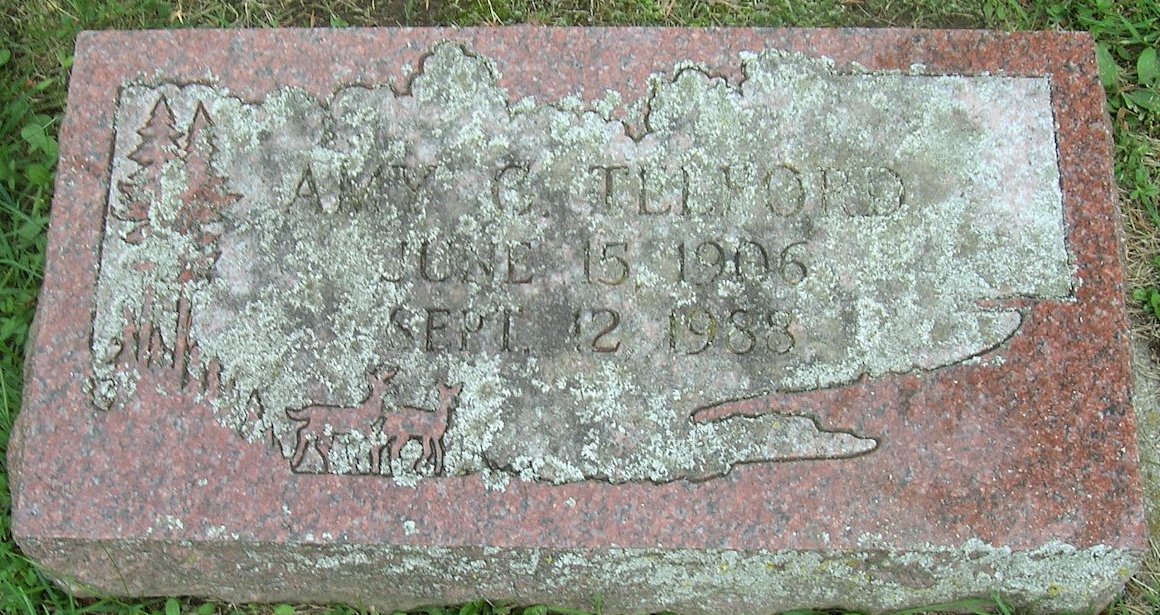 AMY C. TELFORD
JUNE 15, 1906
SEPT. 12 1988